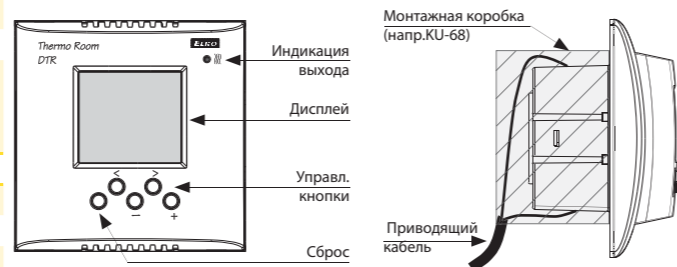 Thermo Room
DTR
ELKO
Индикация
выхода
Дисплей
Управл.
кнопки
< >
− +
Сброс
Монтажная коробка
(напр.KU-68)
Приводящий
кабель